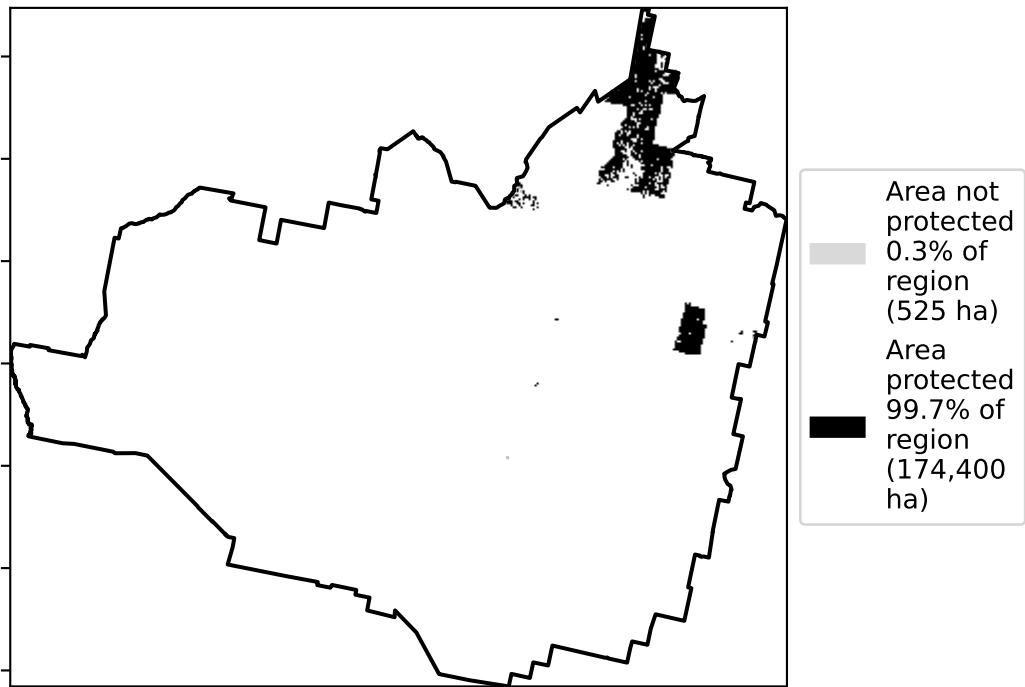 Area not
protected
0.3% of
region
(525 ha)
Area
protected
99.7% of
region
(174,400
ha)